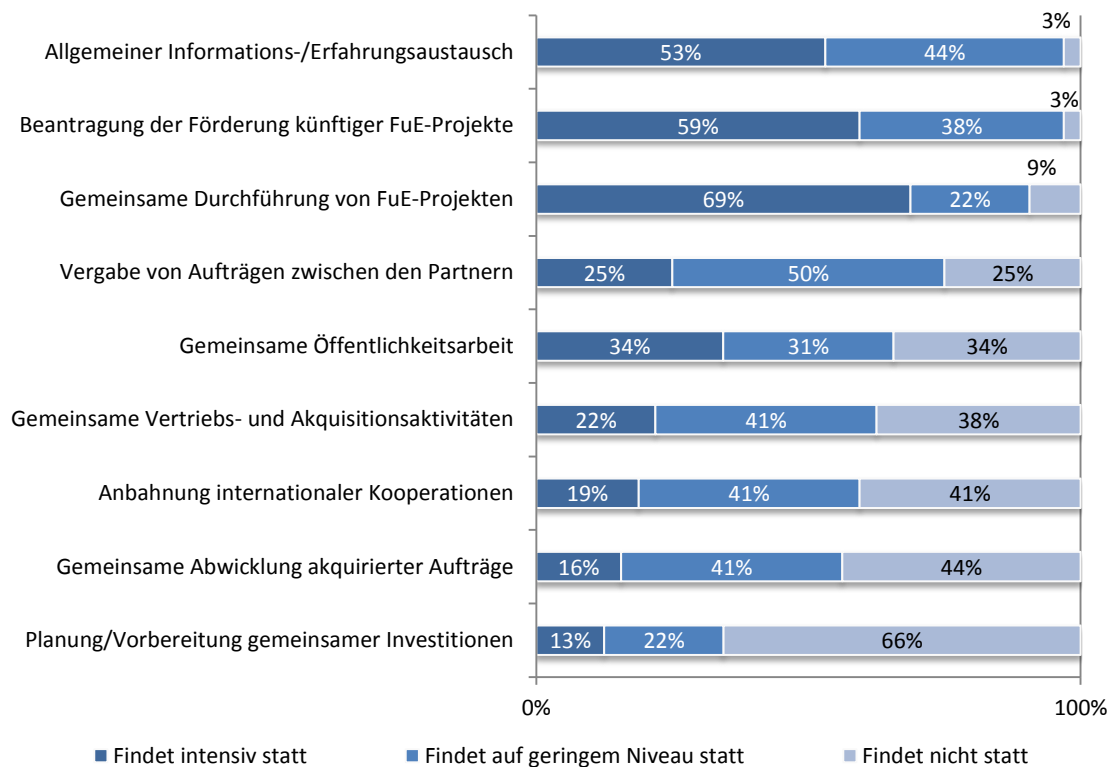 3%
Allgemeiner Informations-/Erfahrungsaustausch 53% 44%
3%
Beantragung der Förderung künftiger FuE-Projekte 59% 38%
9%
Gemeinsame Durchführung von FuE-Projekten 69% 22%
Vergabe von Aufträgen zwischen den Partnern 25% 50% 25%
Gemeinsame Öffentlichkeitsarbeit 34% 31% 34%
Gemeinsame Vertriebs- und Akquisitionsaktivitäten 22% 41% 38%
Anbahnung internationaler Kooperationen 19% 41% 41%
Gemeinsame Abwicklung akquirierter Aufträge 16% 41% 44%
Planung/Vorbereitung gemeinsamer Investitionen 13% 22% 66%
0% 100%
Findet intensiv statt Findet auf geringem Niveau statt Findet nicht statt